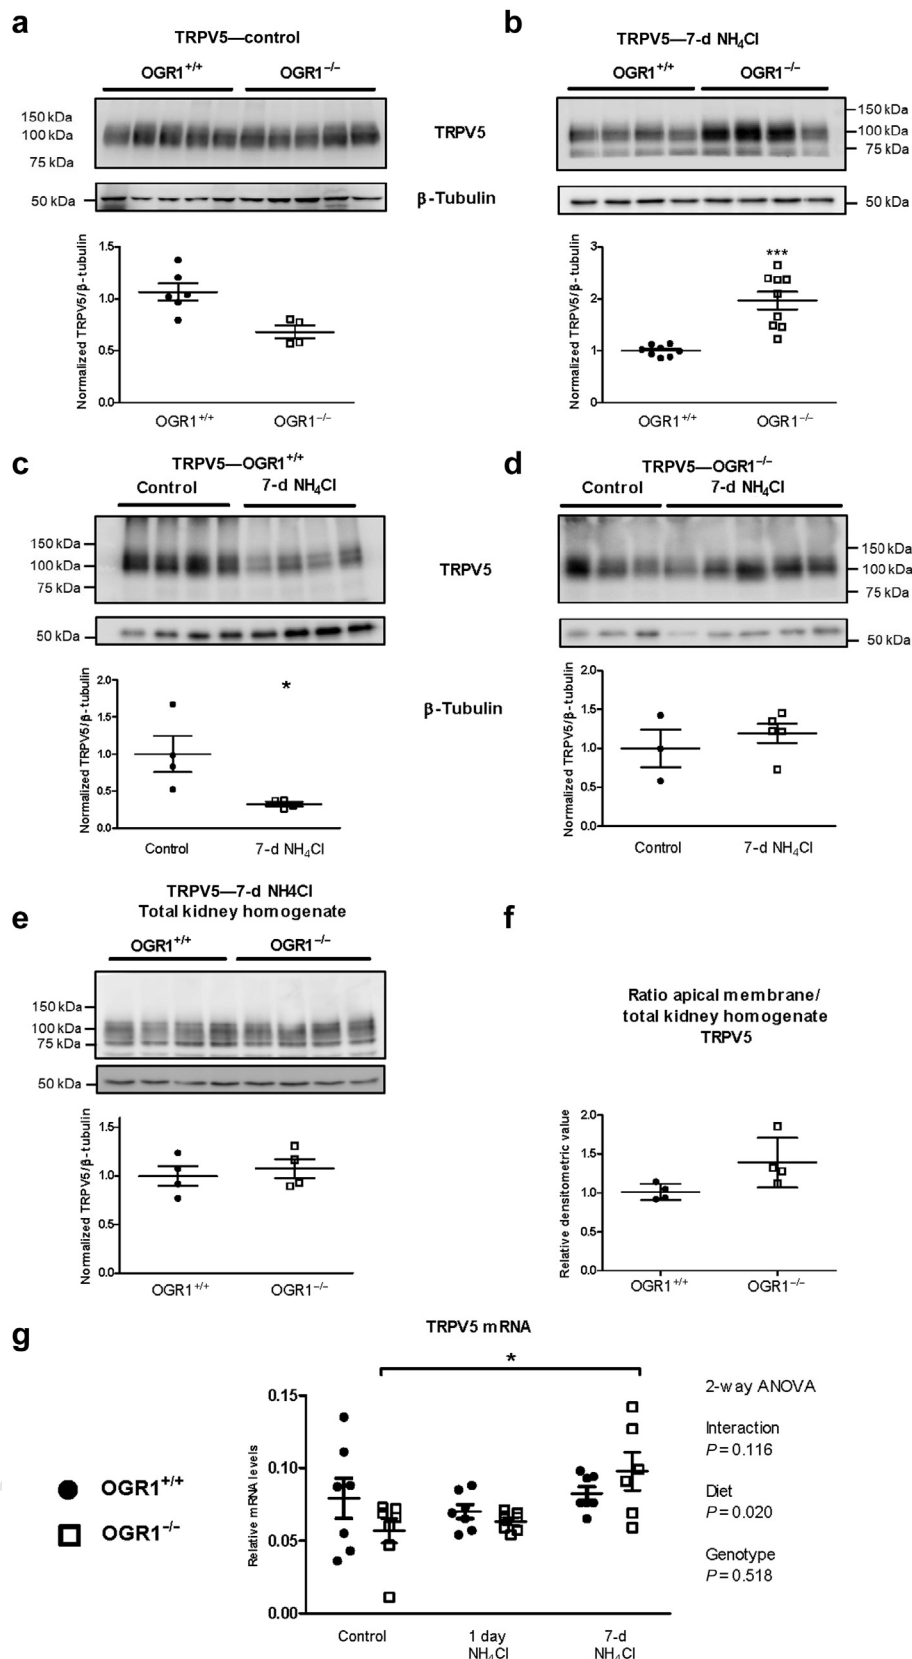 a
TRPV5—control
OGR1+/+ OGR1−/−
150 kDa
100 kDa
75 kDa
50 kDa
TRPV5
β-Tubulin
Normalized TRPV5/β-tubulin
1.5
1.0
0.5
0.0
OGR1+/+ OGR1−/−
b
TRPV5—7-d NH4Cl
OGR1+/+ OGR1−/−
150 kDa
100 kDa
75 kDa
50 kDa
Normalized TRPV5/β-tubulin
3
2
1
0
***
OGR1+/+ OGR1−/−
c
TRPV5—OGR1+/+
Control 7-d NH4Cl
150 kDa
100 kDa
75 kDa
50 kDa
TRPV5
β-Tubulin
Normalized TRPV5/β-tubulin
2.0
1.5
1.0
0.5
0.0
*
Control 7-d NH4Cl
d
TRPV5—OGR1−/−
Control 7-d NH4Cl
150 kDa
100 kDa
75 kDa
50 kDa
Normalized TRPV5/β-tubulin
2.0
1.5
1.0
0.5
0.0
Control 7-d NH4Cl
e
TRPV5—7-d NH4Cl
Total kidney homogenate
OGR1+/+ OGR1−/−
150 kDa
100 kDa
75 kDa
50 kDa
Normalized TRPV5/β-tubulin
1.5
1.0
0.5
0.0
OGR1+/+ OGR1−/−
f
Ratio apical membrane/
total kidney homogenate
TRPV5
Relative densitometric value
2.0
1.5
1.0
0.5
0.0
OGR1+/+ OGR1−/−
g
TRPV5 mRNA
*
OGR1+/+
OGR1−/−
Relative mRNA levels
0.15
0.10
0.05
0.00
Control 1 day 7-d
NH4Cl NH4Cl
2-way ANOVA
Interaction
P = 0.116
Diet
P = 0.020
Genotype
P = 0.518